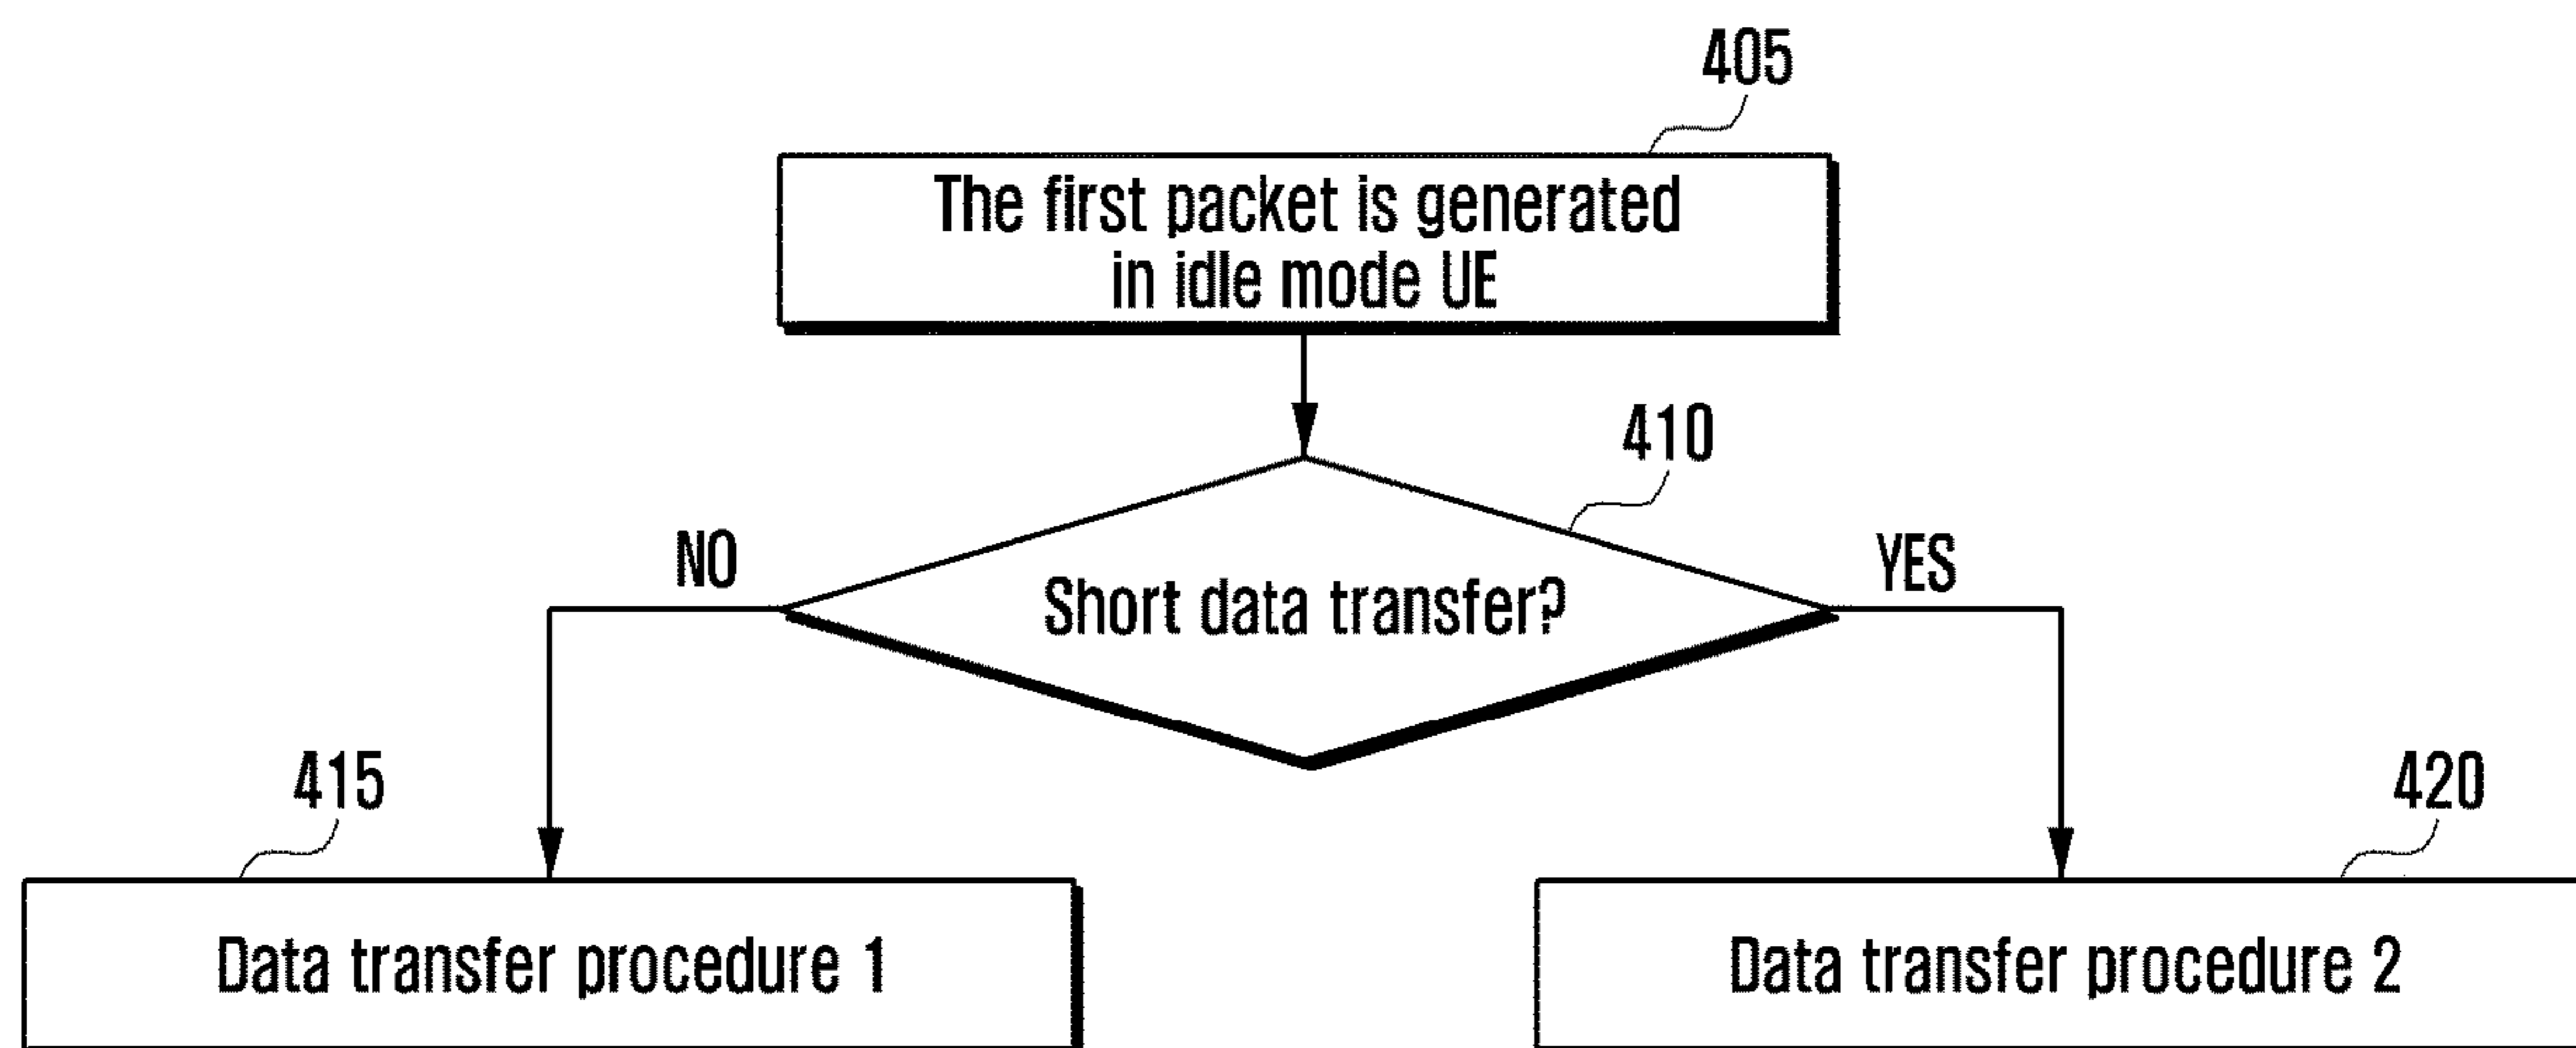 405
The first packet is generated
in idle mode UE
410
NO
Short data transfer?
YES
415
420
Data transfer procedure 1
Data transfer procedure 2